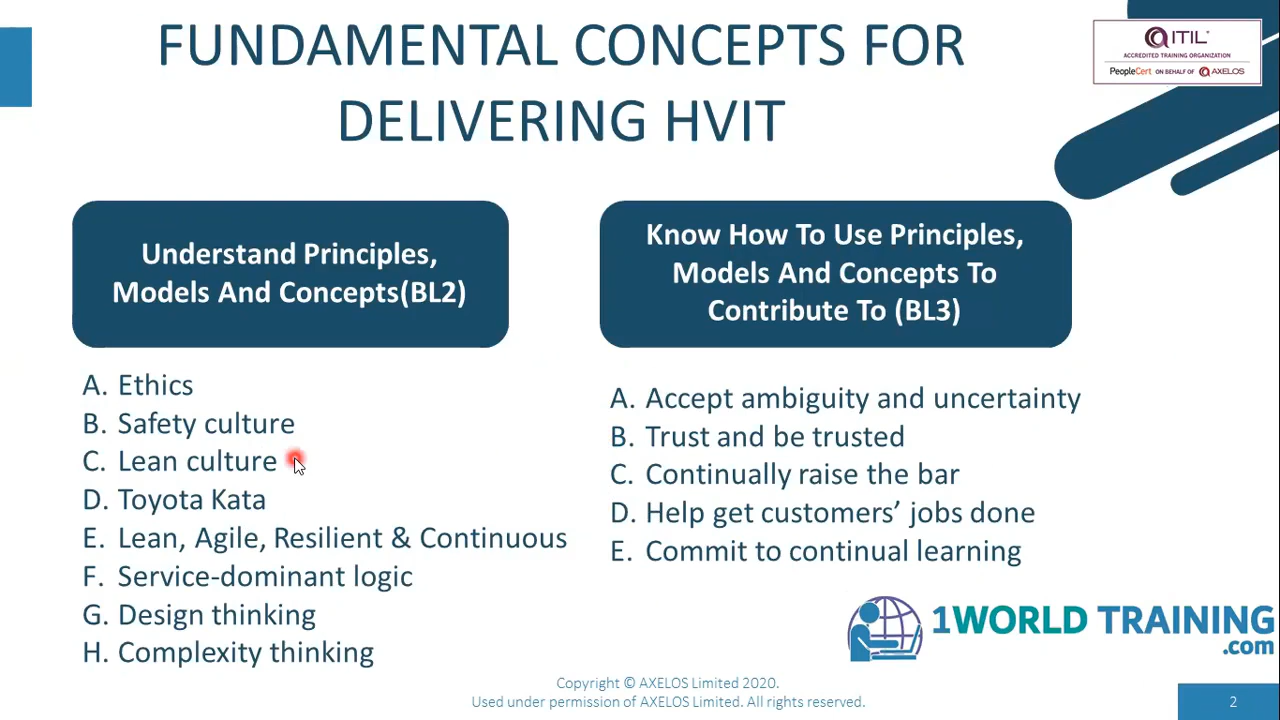 FUNDAMENTAL CONCEPTS FOR
DELIVERING HVIT
ITIL®
ACCREDITED TRAINING ORGANIZATION
PeopleCert ON BEHALF OF AXELOS
Understand Principles,
Models And Concepts(BL2)
A. Ethics
B. Safety culture
C. Lean culture
D. Toyota Kata
E. Lean, Agile, Resilient & Continuous
F. Service-dominant logic
G. Design thinking
H. Complexity thinking
Know How To Use Principles,
Models And Concepts To
Contribute To (BL3)
A. Accept ambiguity and uncertainty
B. Trust and be trusted
C. Continually raise the bar
D. Help get customers’ jobs done
E. Commit to continual learning
1WORLD TRAINING
.com
Copyright © AXELOS Limited 2020.
Used under permission of AXELOS Limited. All rights reserved.
2